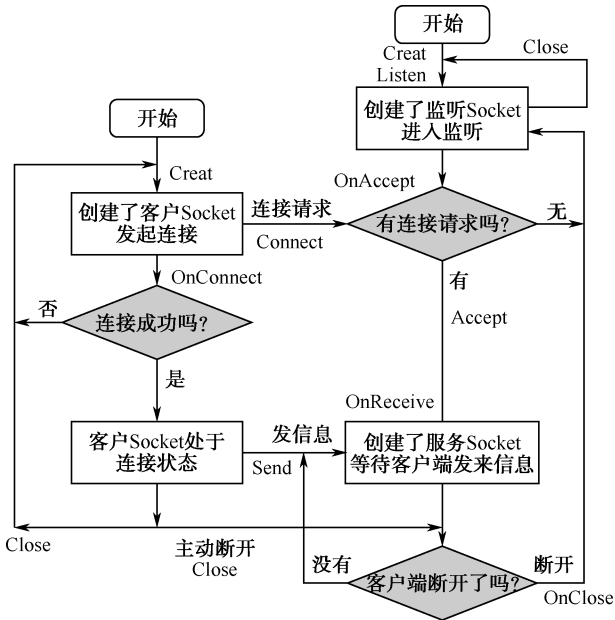 开始
Creat
Listen
Close
创建了监听Socket
进入监听
开始
Creat
OnAccept
创建了客户Socket
发起连接
连接请求
Connect
有连接请求吗?
无
OnConnect
有
否
连接成功吗?
Accept
是
OnReceive
客户Socket处于
连接状态
发信息
Send
创建了服务Socket
等待客户端发来信息
Close
主动断开
Close
没有
客户端断开了吗?
断开
OnClose